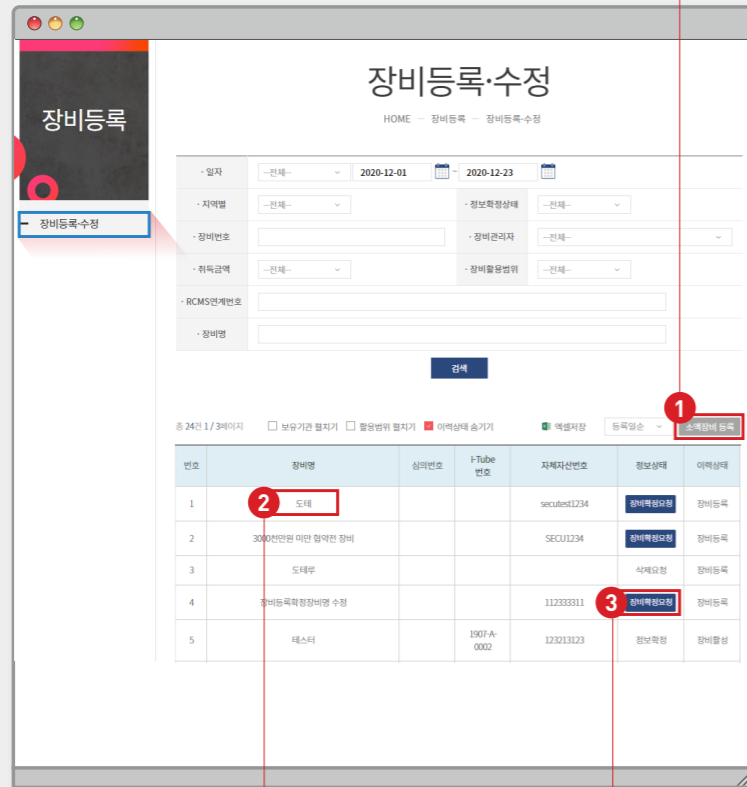 장비등록·수정
장비등록
HOME － 장비등록 － 장비등록·수정
장비등록·수정
· 일자 --전체-- 2020-12-01 ~ 2020-12-23
· 지역별 --전체-- · 정보확정상태 --전체--
· 장비번호 · 장비관리자 --전체--
· 취득금액 --전체-- · 장비활용범위 --전체--
· RCMS연계번호
· 장비명
검색
1
총 24건 1 / 3페이지 보유기관 펼치기 활용범위 펼치기 이력상태 숨기기 엑셀저장 등록일순 소액장비 등록
번호 장비명 심의번호 I-Tube 번호 자체자산번호 정보상태 이력상태
1 2 도테 secutest1234 장비확정요청 장비등록
2 3000천만원 미만 협약전 장비 SECU1234 장비확정요청 장비등록
3 도테루 삭제요청 장비등록
4 장비등록확정장비명 수정 112333311 3 장비확정요청 장비등록
5 테스터 1907-A-0002 123213123 정보확정 장비활성